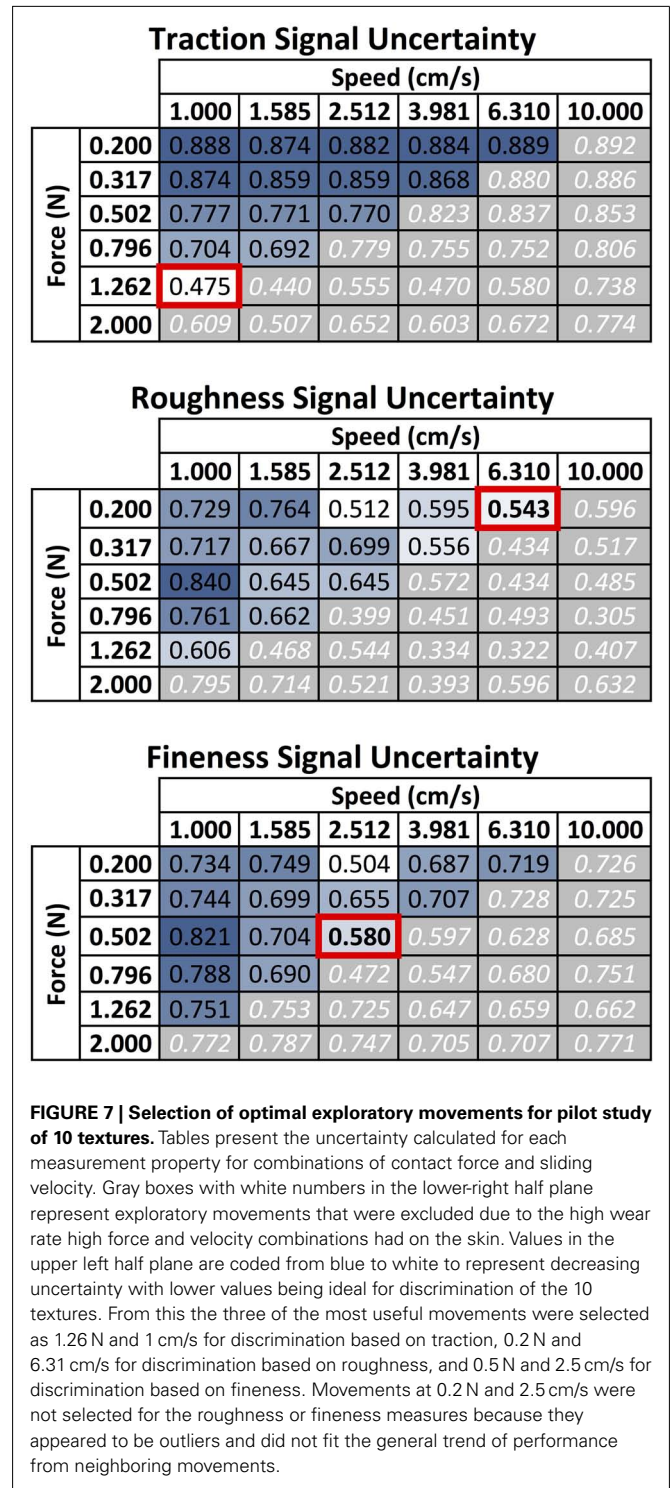 Traction Signal Uncertainty
Speed (cm/s)
1.000 1.585 2.512 3.981 6.310 10.000
Force (N)
0.200 0.888 0.874 0.882 0.884 0.889 0.892
0.317 0.874 0.859 0.859 0.868 0.880 0.886
0.502 0.777 0.771 0.770 0.823 0.837 0.853
0.796 0.704 0.692 0.779 0.755 0.752 0.806
1.262 0.475 0.440 0.555 0.470 0.580 0.738
2.000 0.609 0.507 0.652 0.603 0.672 0.774
Roughness Signal Uncertainty
Speed (cm/s)
1.000 1.585 2.512 3.981 6.310 10.000
Force (N)
0.200 0.729 0.764 0.512 0.595 0.543 0.596
0.317 0.717 0.667 0.699 0.556 0.434 0.517
0.502 0.840 0.645 0.645 0.572 0.434 0.485
0.796 0.761 0.662 0.399 0.451 0.493 0.305
1.262 0.606 0.468 0.544 0.334 0.322 0.407
2.000 0.795 0.714 0.521 0.393 0.596 0.632
Fineness Signal Uncertainty
Speed (cm/s)
1.000 1.585 2.512 3.981 6.310 10.000
Force (N)
0.200 0.734 0.749 0.504 0.687 0.719 0.726
0.317 0.744 0.699 0.655 0.707 0.728 0.725
0.502 0.821 0.704 0.580 0.597 0.628 0.685
0.796 0.788 0.690 0.472 0.547 0.680 0.751
1.262 0.751 0.753 0.725 0.647 0.659 0.662
2.000 0.772 0.787 0.747 0.705 0.707 0.771
FIGURE 7 | Selection of optimal exploratory movements for pilot study
of 10 textures. Tables present the uncertainty calculated for each
measurement property for combinations of contact force and sliding
velocity. Gray boxes with white numbers in the lower-right half plane
represent exploratory movements that were excluded due to the high wear
rate high force and velocity combinations had on the skin. Values in the
upper left half plane are coded from blue to white to represent decreasing
uncertainty with lower values being ideal for discrimination of the 10
textures. From this the three of the most useful movements were selected
as 1.26 N and 1 cm/s for discrimination based on traction, 0.2 N and
6.31 cm/s for discrimination based on roughness, and 0.5 N and 2.5 cm/s for
discrimination based on fineness. Movements at 0.2 N and 2.5 cm/s were
not selected for the roughness or fineness measures because they
appeared to be outliers and did not fit the general trend of performance
from neighboring movements.